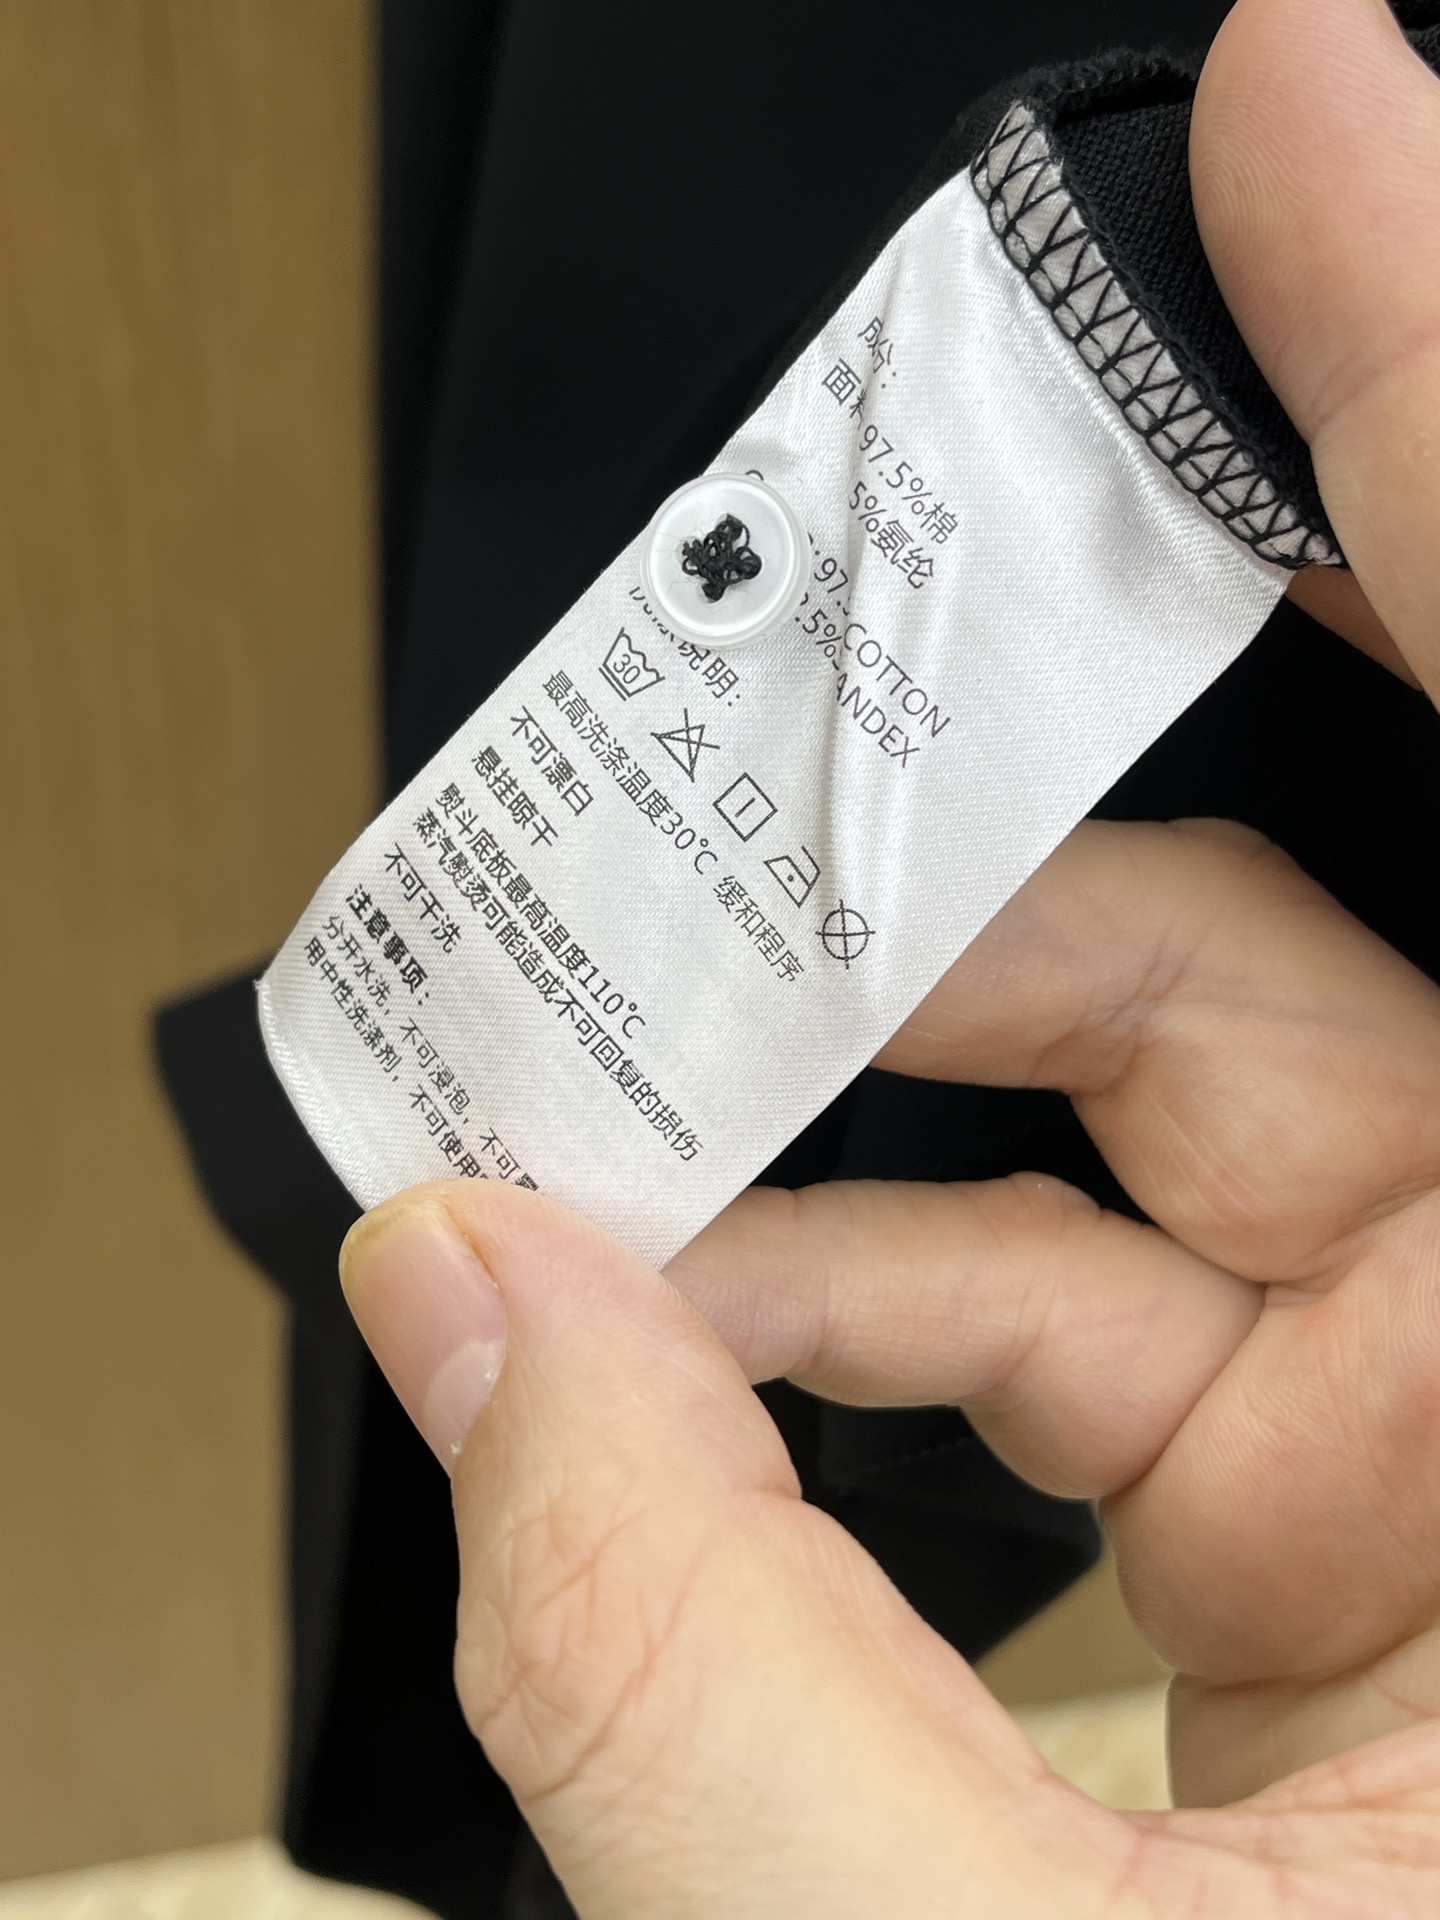 成分：
面料 97.5%棉
5%氨纶
:97. COTTON
.5% ANDEX
说明：
30
最高洗涤温度30℃ 缓和程序
不可漂白
悬挂晾干
熨斗底板最高温度110℃
蒸汽熨烫可能造成不可回复的损伤
不可干洗
注意事项：
分开水洗，不可浸泡，不可
用中性洗涤剂，不可使用